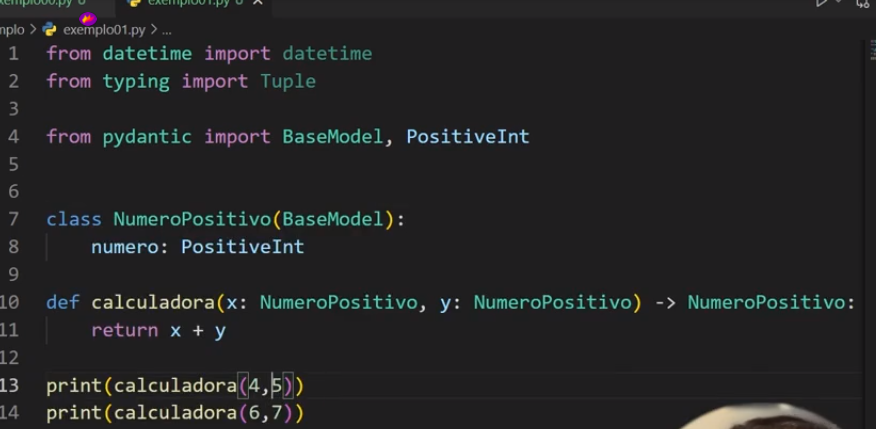 exemplo01.py
mplo > exemplo01.py > ...
1 from datetime import datetime
2 from typing import Tuple
3
4 from pydantic import BaseModel, PositiveInt
5
6
7 class NumeroPositivo(BaseModel):
8     numero: PositiveInt
9
10 def calculadora(x: NumeroPositivo, y: NumeroPositivo) -> NumeroPositivo:
11     return x + y
12
13 print(calculadora(4,5))
14 print(calculadora(6,7))